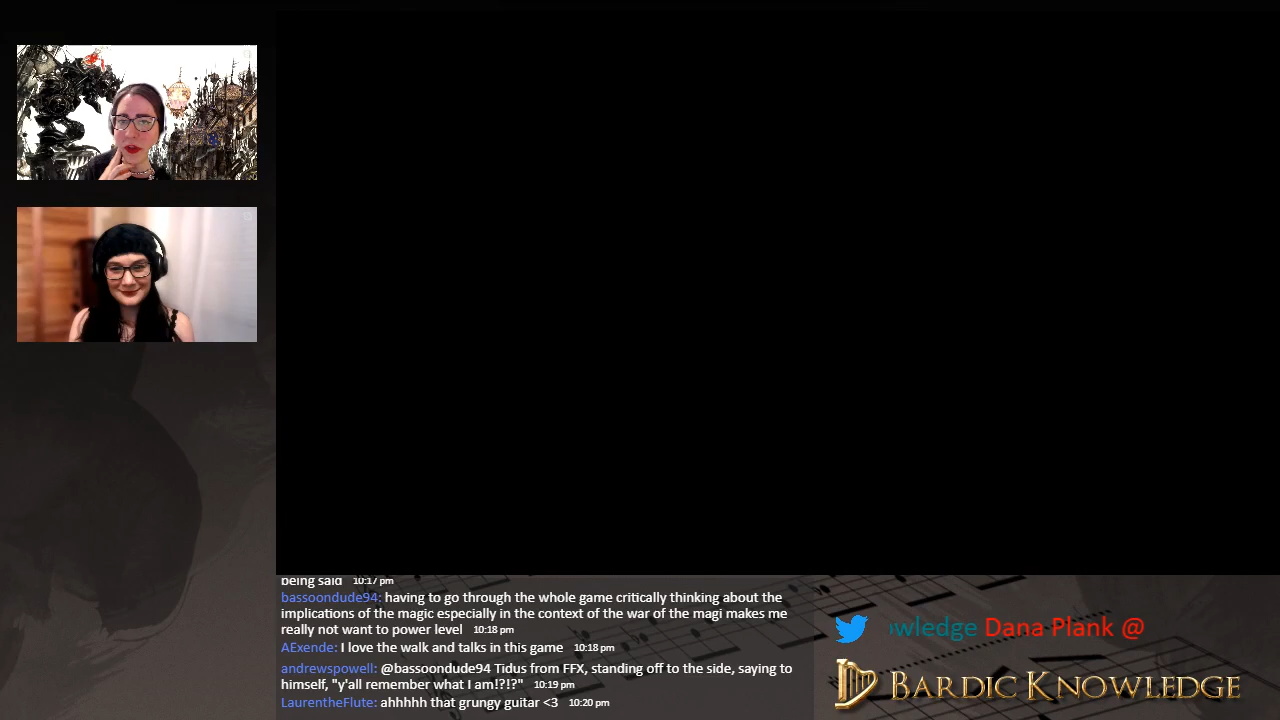 being said 10:17 pm
bassoondude94: having to go through the whole game critically thinking about the
implications of the magic especially in the context of the war of the magi makes me
really not want to power level 10:18 pm
AExende: I love the walk and talks in this game 10:18 pm
andrewspowell: @bassoondude94 Tidus from FFX, standing off to the side, saying to
himself, "y'all remember what I am!?!?" 10:19 pm
LaurentheFlute: ahhhhh that grungy guitar <3 10:20 pm
wledge Dana Plank @
BARDIC KNOWLEDGE